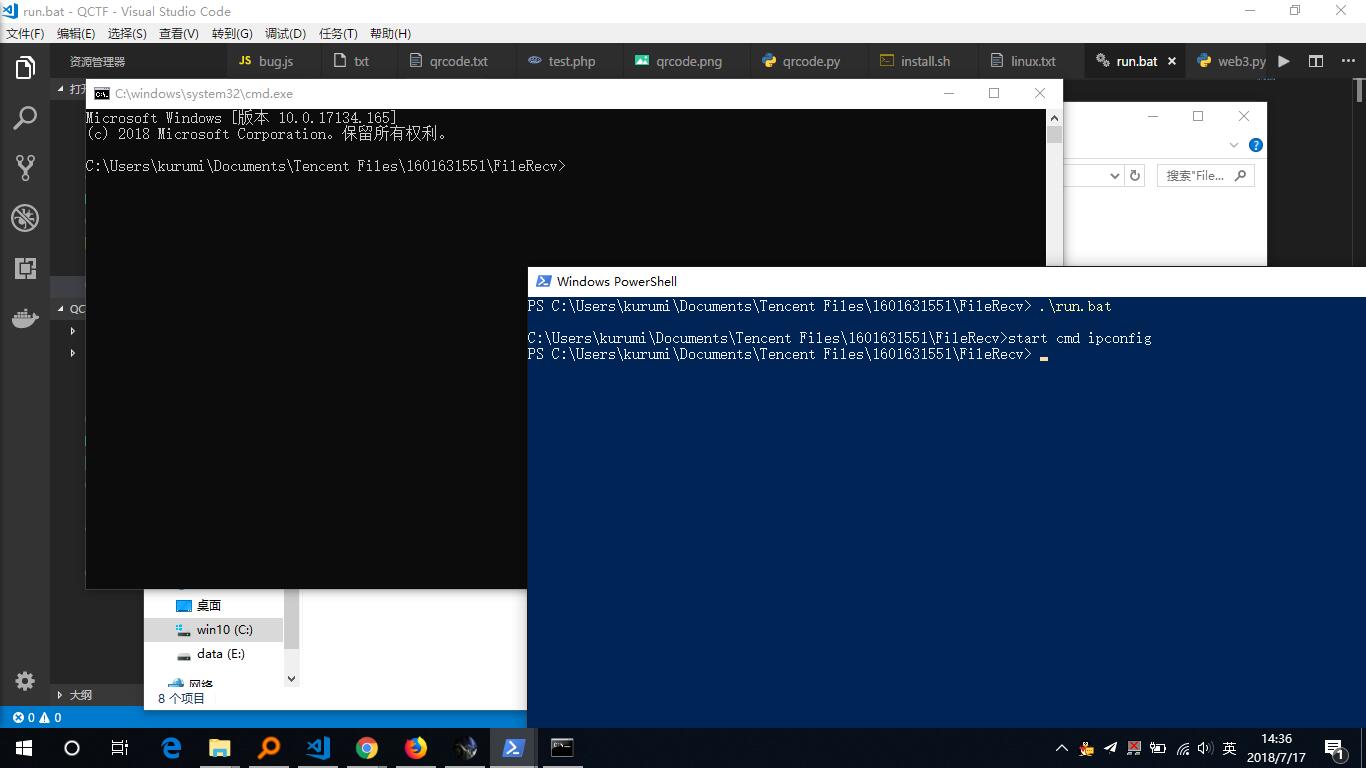 run.bat - QCTF - Visual Studio Code
文件(F) 编辑(E) 选择(S) 查看(V) 转到(G) 调试(D) 任务(T) 帮助(H)
资源管理器
bug.js txt qrcode.txt test.php qrcode.png qrcode.py install.sh linux.txt run.bat web3.py
JS
打
C:\windows\system32\cmd.exe
Microsoft Windows [版本 10.0.17134.165]
(c) 2018 Microsoft Corporation。保留所有权利。
C:\Users\kurumi\Documents\Tencent Files\1601631551\FileRecv>
搜索"File...
QC
Windows PowerShell
PS C:\Users\kurumi\Documents\Tencent Files\1601631551\FileRecv> .\run.bat
C:\Users\kurumi\Documents\Tencent Files\1601631551\FileRecv>start cmd ipconfig
PS C:\Users\kurumi\Documents\Tencent Files\1601631551\FileRecv>
桌面
win10 (C:)
data (E:)
网络
8 个项目
大纲
0 0
英
14:36
2018/7/17
1